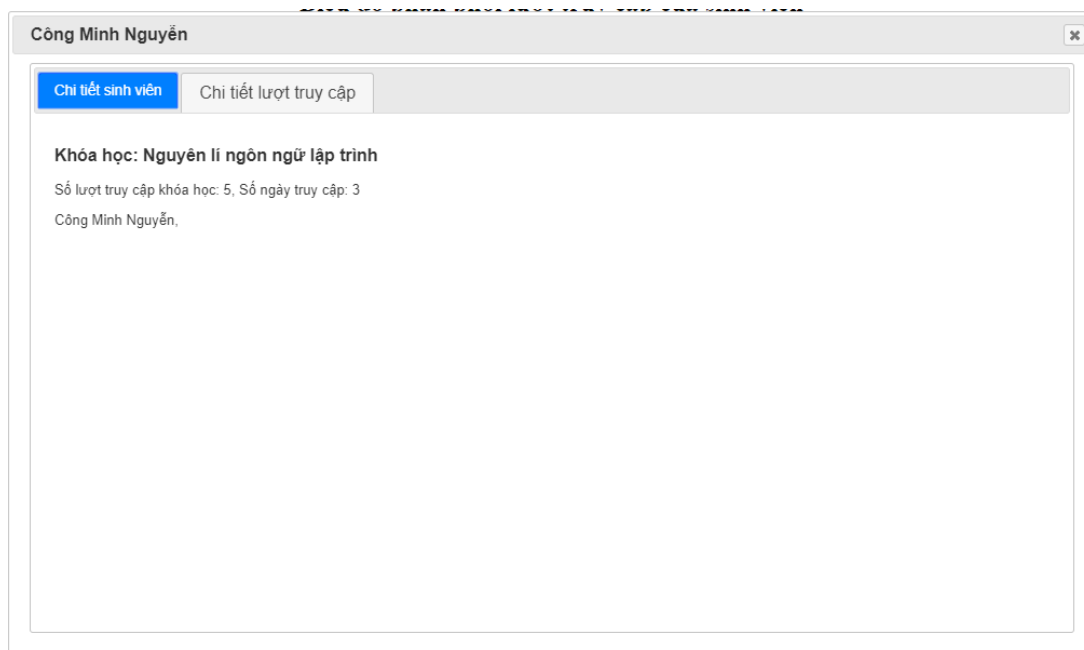 Công Minh Nguyễn
Chi tiết sinh viên
Chi tiết lượt truy cập
Khóa học: Nguyên lí ngôn ngữ lập trình
Số lượt truy cập khóa học: 5, Số ngày truy cập: 3
Công Minh Nguyễn,